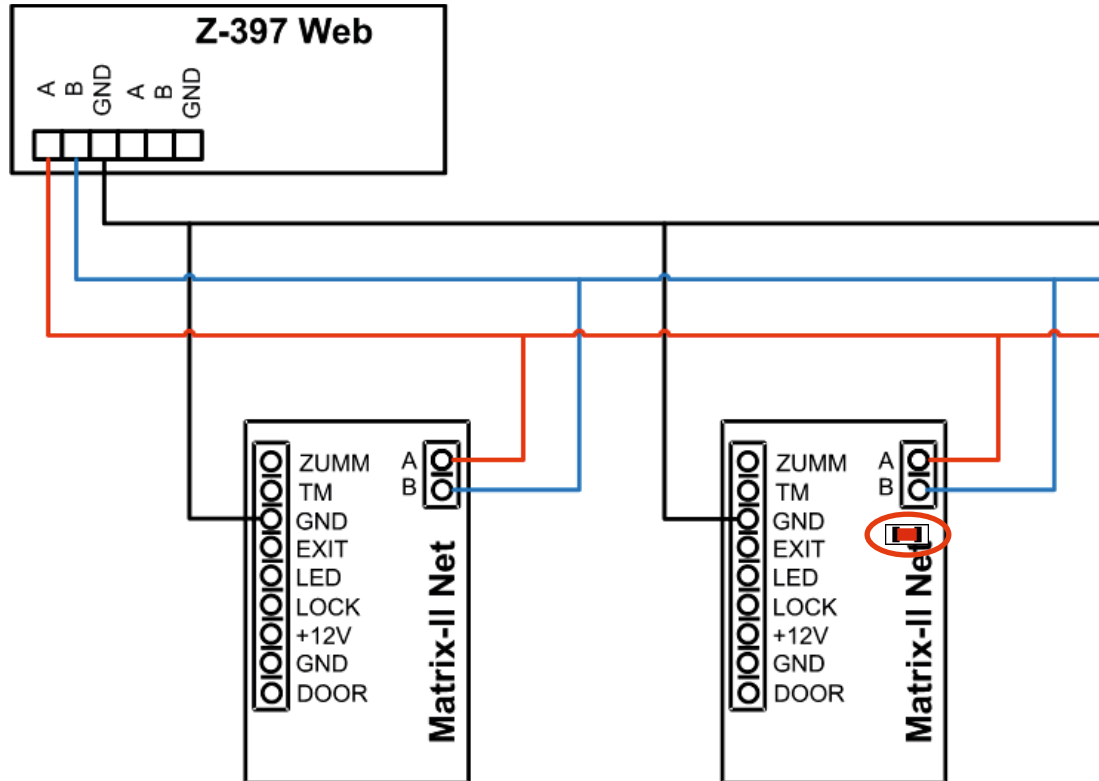 Z-397 Web
A
B
GND
A
B
GND
ZUMM
TM
GND
EXIT
LED
LOCK
+12V
GND
DOOR
A
B
Matrix-II Net
ZUMM
TM
GND
EXIT
LED
LOCK
+12V
GND
DOOR
A
B
Matrix-II Net